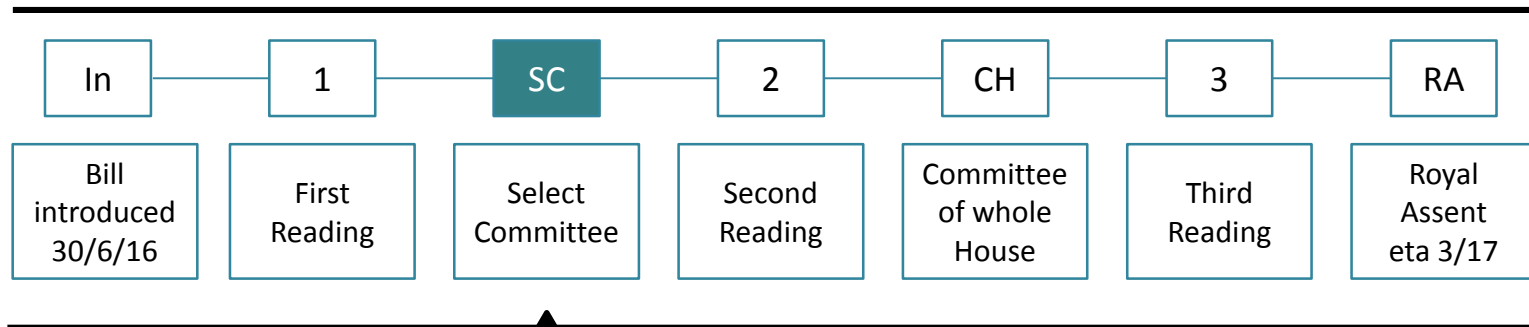 In
1
SC
2
CH
3
RA
Bill
introduced
30/6/16
First
Reading
Select
Committee
Second
Reading
Committee
of whole
House
Third
Reading
Royal
Assent
eta 3/17